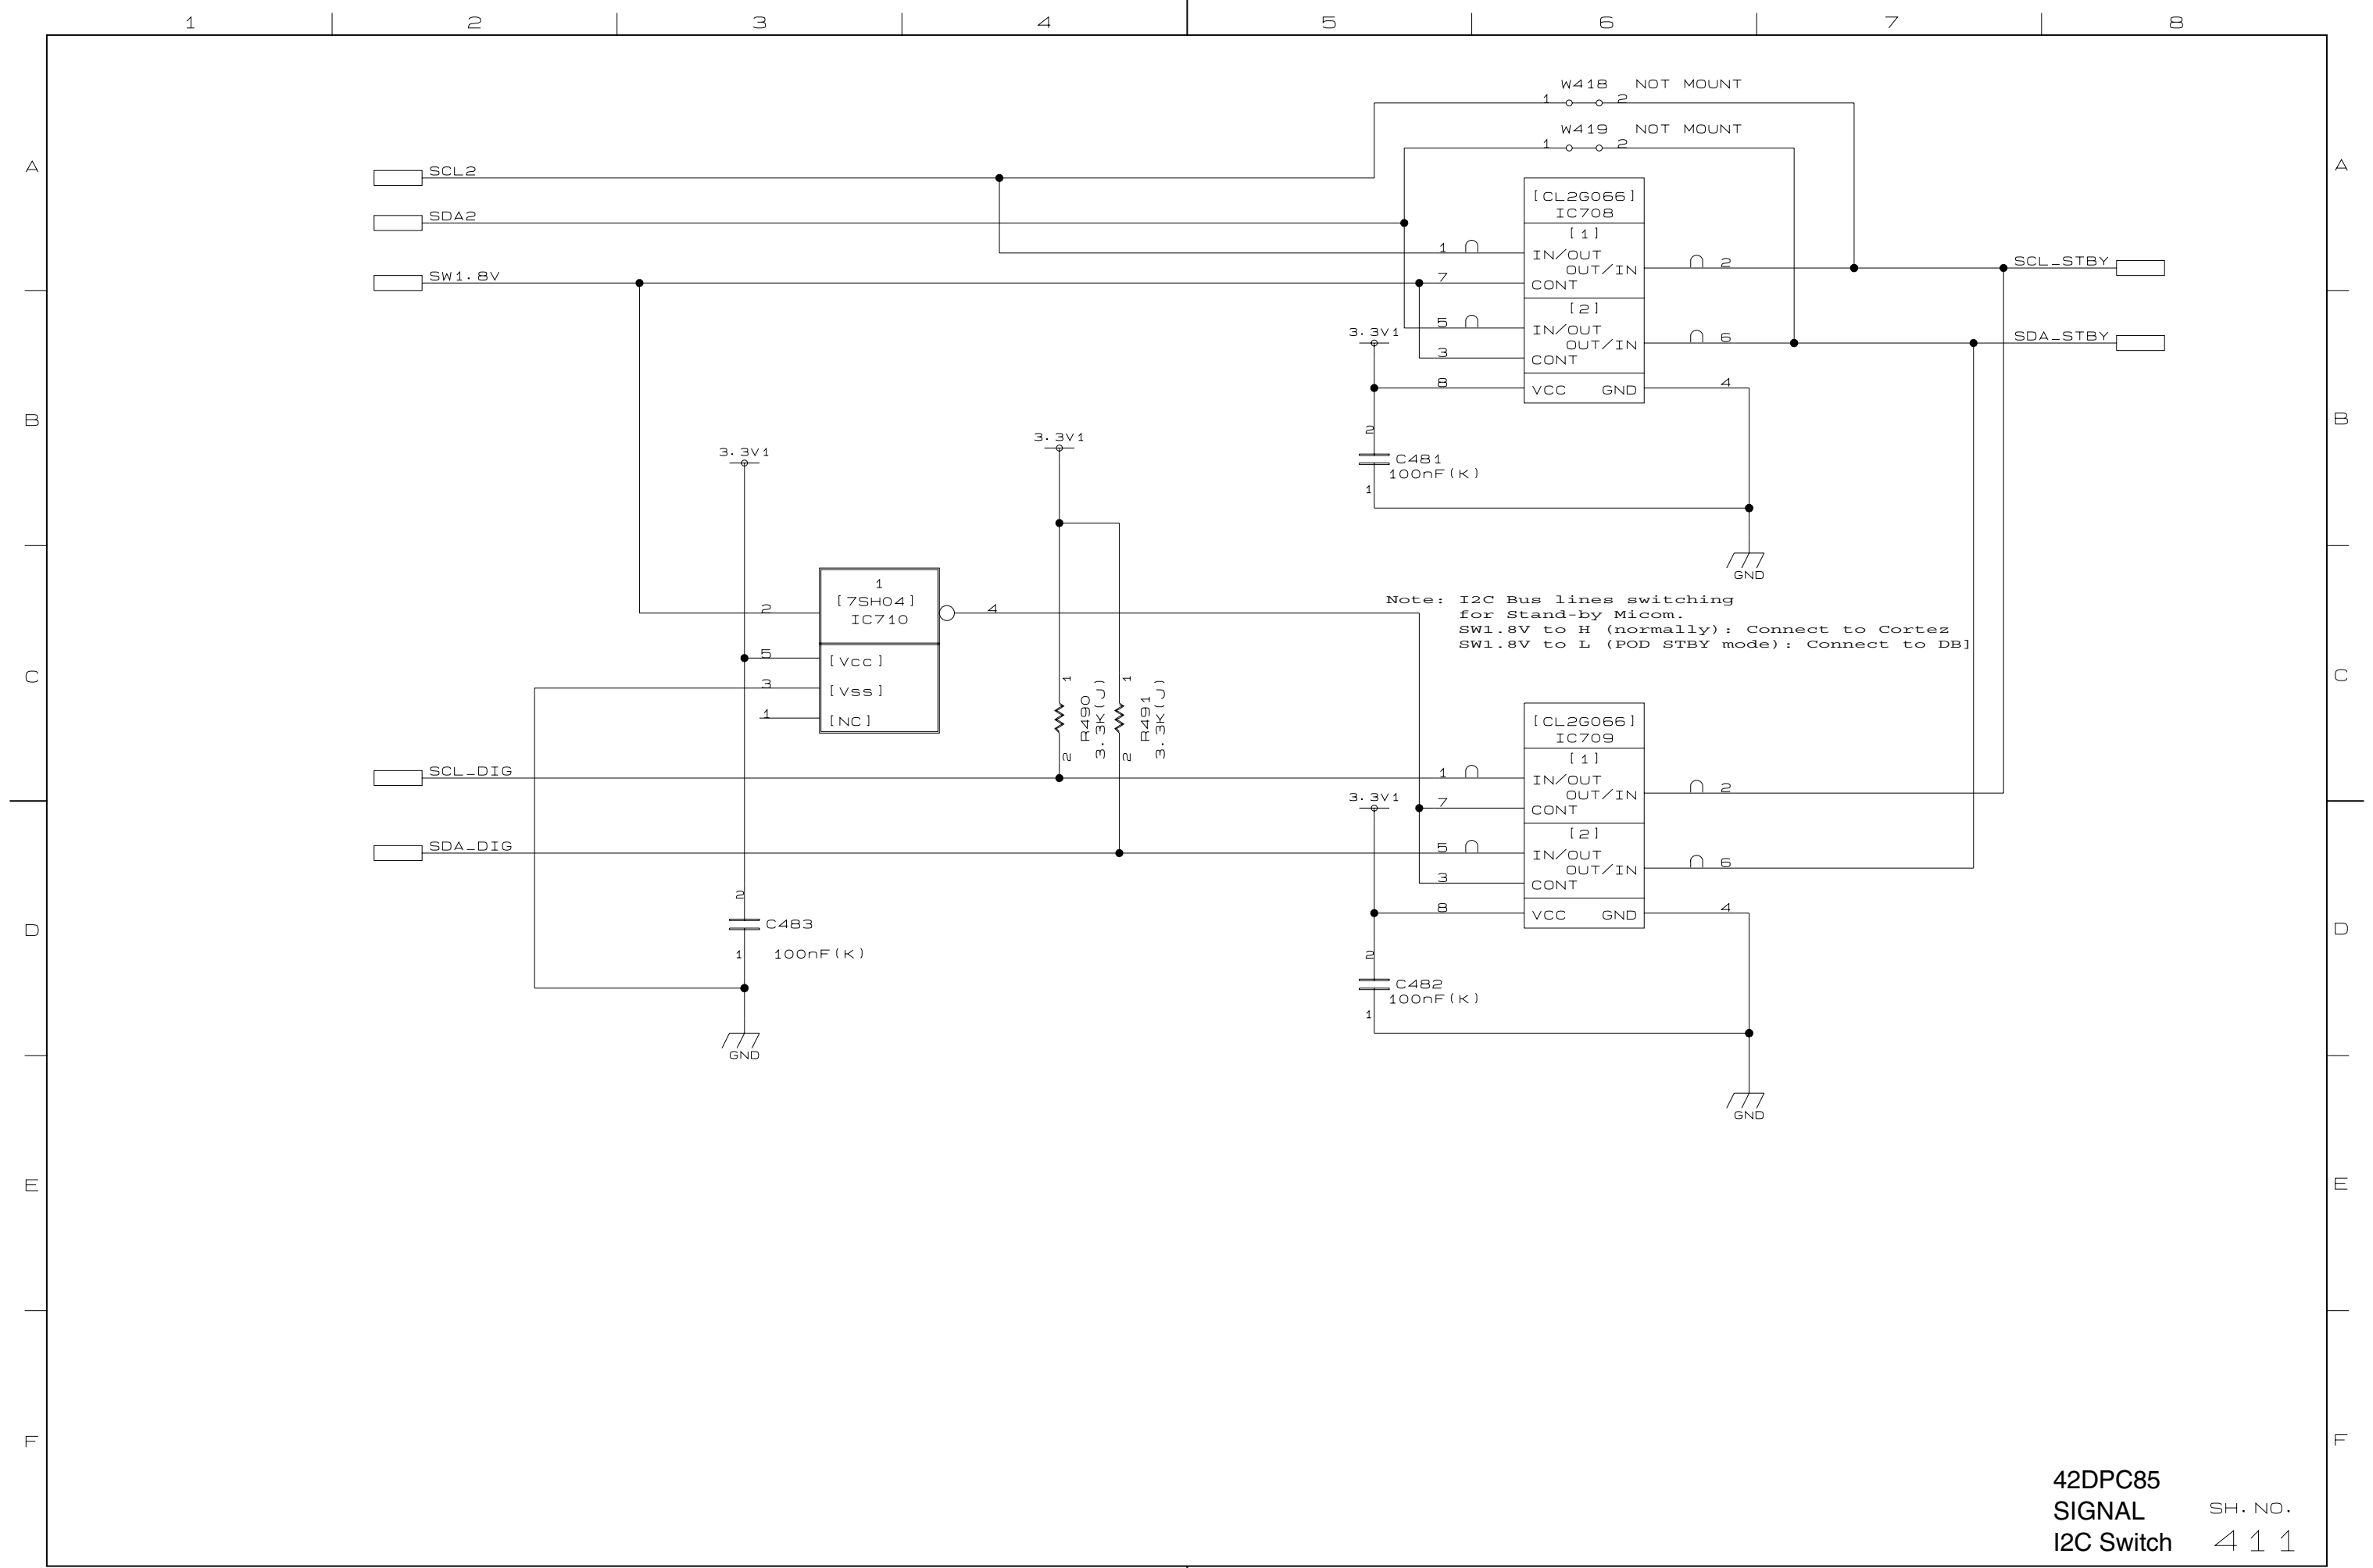 1 2 3 4 5 6 7 8
W418 NOT MOUNT
1 2
W419 NOT MOUNT
1 2
A A
SCL2
[CL2G066]
IC708
SDA2
[1]
1 IN/OUT
OUT/IN 2
SCL_STBY
SW1.8V
7 CONT
[2]
5 IN/OUT
OUT/IN 6
SDA_STBY
3.3V1
3 CONT
8 VCC GND 4
B B
2
C481
100nF(K)
1
3.3V1
3.3V1
GND
1
[7SH04]
IC710
2 4
5 [Vcc]
3 [Vss]
1 [NC]
Note: I2C Bus lines switching
for Stand-by Micom.
SW1.8V to H (normally): Connect to Cortez
SW1.8V to L (POD STBY mode): Connect to DB]
C C
1
R490
3.3K(J)
2
1
R491
3.3K(J)
2
[CL2G066]
IC709
SCL_DIG
[1]
1 IN/OUT
OUT/IN 2
3.3V1
7 CONT
SDA_DIG
[2]
5 IN/OUT
OUT/IN 6
3 CONT
8 VCC GND 4
2
C483
1 100nF(K)
D D
2
C482
100nF(K)
1
GND
GND
E E
F F
42DPC85
SIGNAL SH.NO.
I2C Switch 411